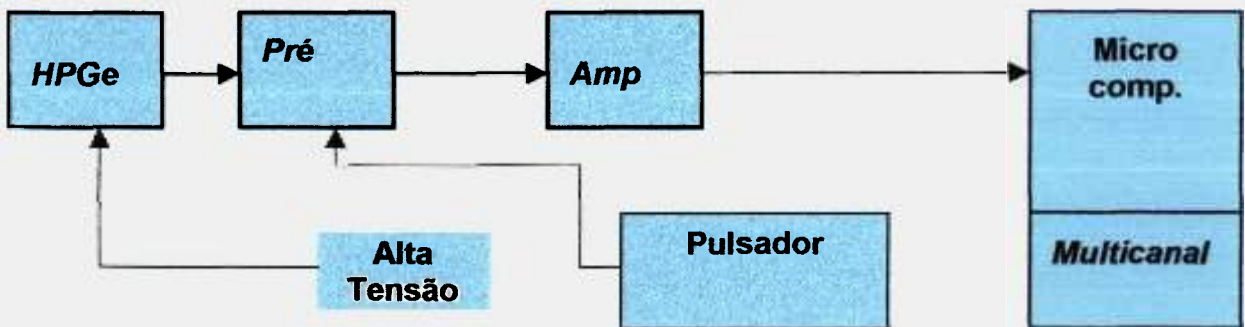 HPGe
Pré
Amp
Micro
comp.
Alta
Tensão
Pulsador
Multicanal